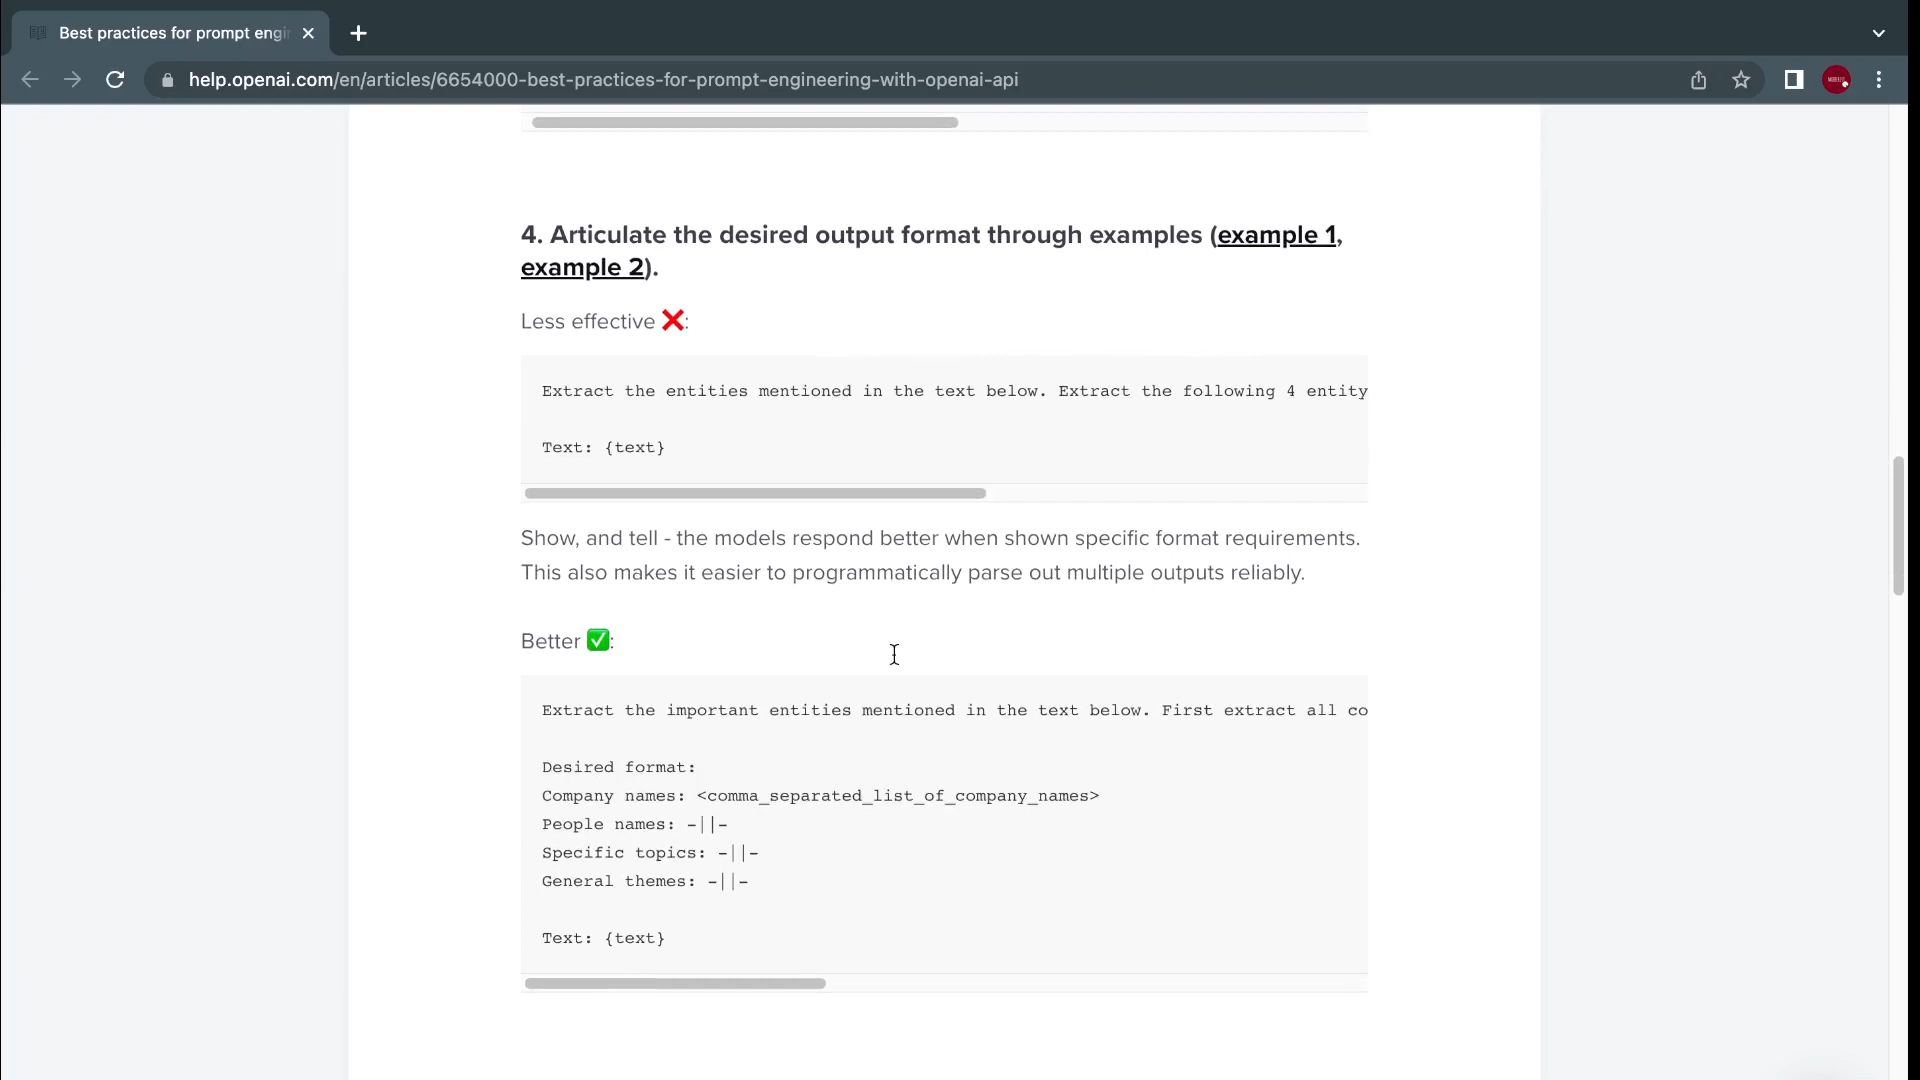 Best practices for prompt engi
help.openai.com/en/articles/6654000-best-practices-for-prompt-engineering-with-openai-api
4. Articulate the desired output format through examples (example 1,
example 2).
Less effective ❌:
Extract the entities mentioned in the text below. Extract the following 4 entity
Text: {text}
Show, and tell - the models respond better when shown specific format requirements.
This also makes it easier to programmatically parse out multiple outputs reliably.
Better ✅:
Extract the important entities mentioned in the text below. First extract all co
Desired format:
Company names: <comma_separated_list_of_company_names>
People names: -||-
Specific topics: -||-
General themes: -||-
Text: {text}